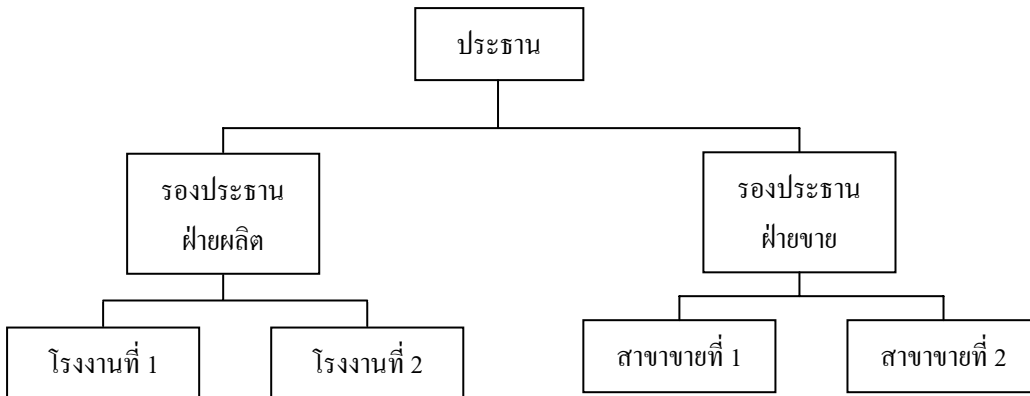 ประธาน
รองประธาน
ฝ่ายผลิต
รองประธาน
ฝ่ายขาย
โรงงานที่ 1
โรงงานที่ 2
สาขาขายที่ 1
สาขาขายที่ 2